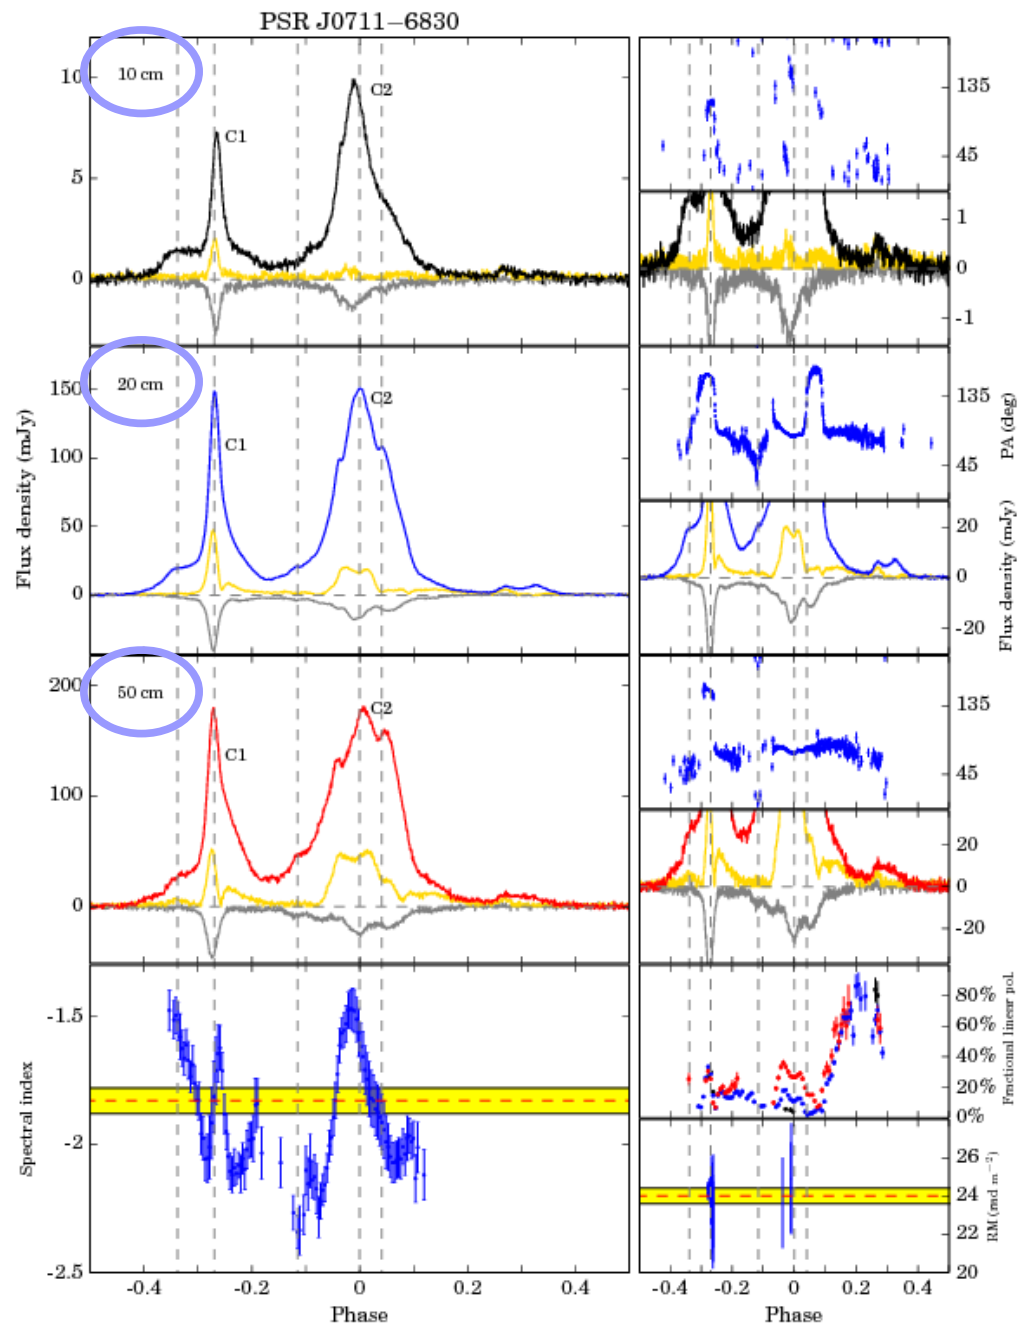 PSR J0711−6830
10 cm
C1
C2
10
5
0
135
45
1
0
-1
20 cm
C1
C2
150
100
50
0
Flux density (mJy)
135
45
PA (deg)
20
0
-20
Flux density (mJy)
50 cm
C1
C2
200
100
0
135
45
20
0
-20
-1.5
-2
-2.5
Spectral index
80%
60%
40%
20%
0%
Fractional linear pol.
26
24
22
20
RM (rad m⁻²)
-0.4 -0.2 0 0.2 0.4
Phase
-0.4 -0.2 0 0.2 0.4
Phase